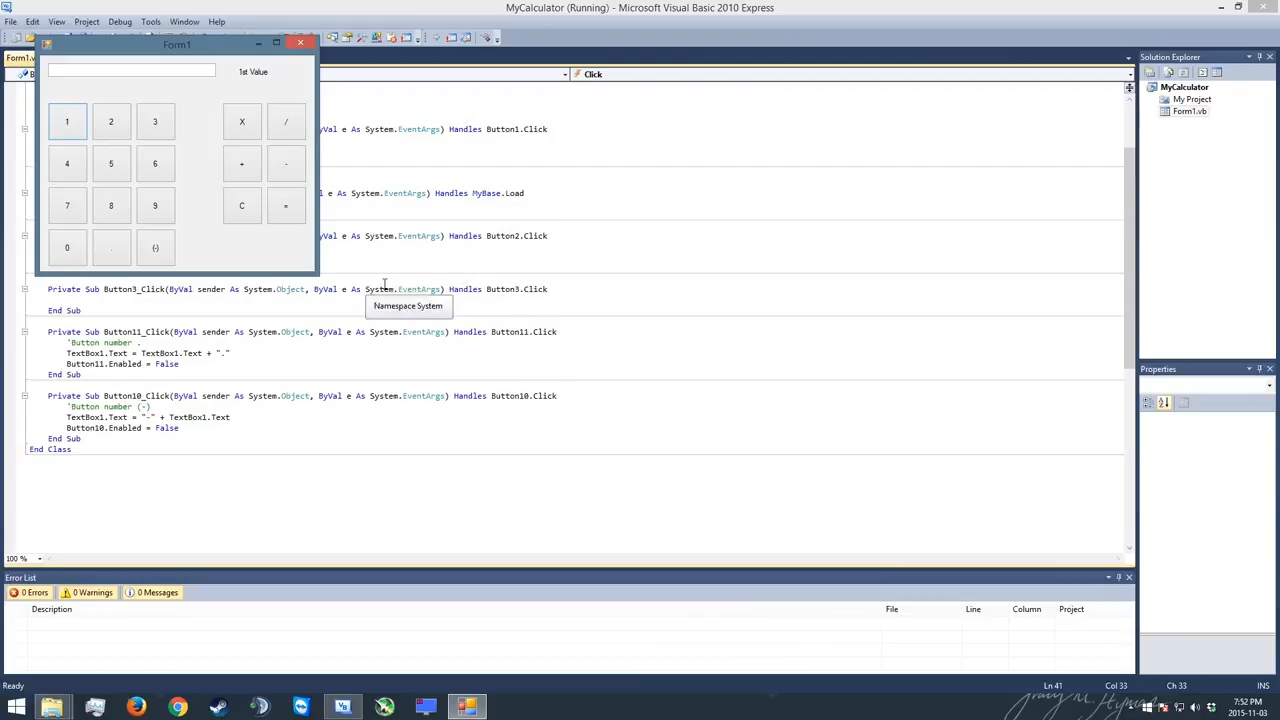 MyCalculator (Running) - Microsoft Visual Basic 2010 Express
File Edit View Project Debug Tools Window Help
Form1
Form1.v
1st Value
Click
1 2 3 X /
4 5 6 + -
7 8 9 C =
0 . (-)
yVal e As System.EventArgs) Handles Button1.Click
l e As System.EventArgs) Handles MyBase.Load
yVal e As System.EventArgs) Handles Button2.Click
Private Sub Button3_Click(ByVal sender As System.Object, ByVal e As System.EventArgs) Handles Button3.Click
Namespace System
End Sub
Private Sub Button11_Click(ByVal sender As System.Object, ByVal e As System.EventArgs) Handles Button11.Click
'Button number .
TextBox1.Text = TextBox1.Text + "."
Button11.Enabled = False
End Sub
Private Sub Button10_Click(ByVal sender As System.Object, ByVal e As System.EventArgs) Handles Button10.Click
'Button number (-)
TextBox1.Text = "-" + TextBox1.Text
Button10.Enabled = False
End Sub
End Class
100 %
Solution Explorer
MyCalculator
My Project
Form1.vb
Properties
Error List
0 Errors 0 Warnings 0 Messages
Description File Line Column Project
Ready Ln 41 Col 33 Ch 33 INS
7:52 PM
2015-11-03